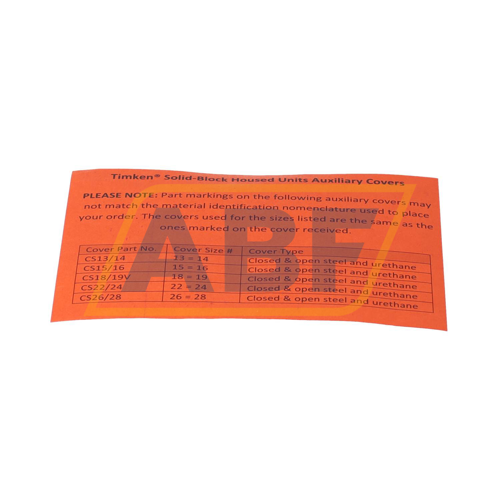 Timken® Solid-Block Housed Units Auxiliary Covers
PLEASE NOTE: Part markings on the following auxiliary covers may
not match the material identification nomenclature used to place
your order. The covers used for the sizes listed are the same as the
ones marked on the cover received.
Cover Part No. Cover Size # Cover Type
CS13/14 13 = 14 Closed & open steel and urethane
CS15/16 15 = 16 Closed & open steel and urethane
CS18/19V 18 = 19 Closed & open steel and urethane
CS22/24 22 = 24 Closed & open steel and urethane
CS26/28 26 = 28 Closed & open steel and urethane